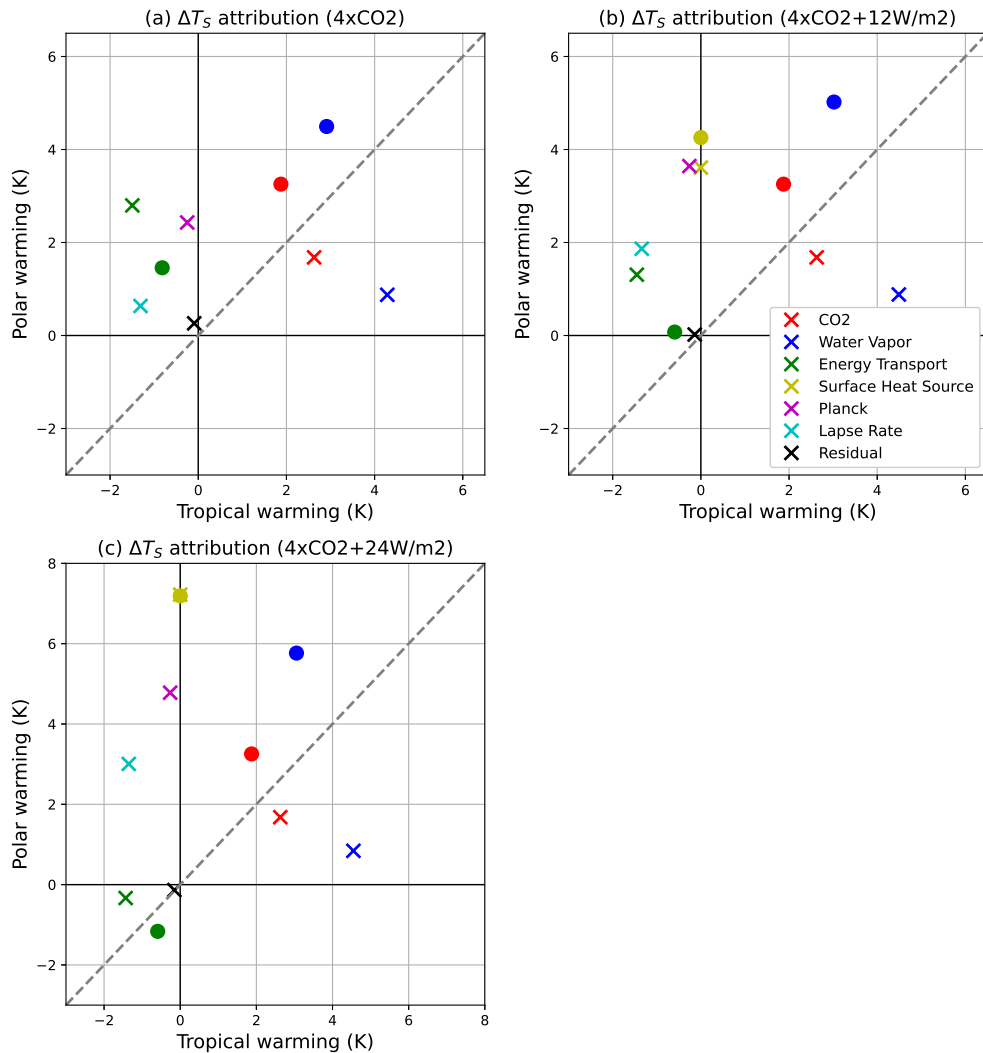 (a) ΔT_S attribution (4xCO2)
6
4
2
0
−2
Polar warming (K)
−2 0 2 4 6
Tropical warming (K)
(b) ΔT_S attribution (4xCO2+12W/m2)
6
4
2
0
−2
Polar warming (K)
CO2
Water Vapor
Energy Transport
Surface Heat Source
Planck
Lapse Rate
Residual
−2 0 2 4 6
Tropical warming (K)
(c) ΔT_S attribution (4xCO2+24W/m2)
8
6
4
2
0
−2
Polar warming (K)
−2 0 2 4 6 8
Tropical warming (K)